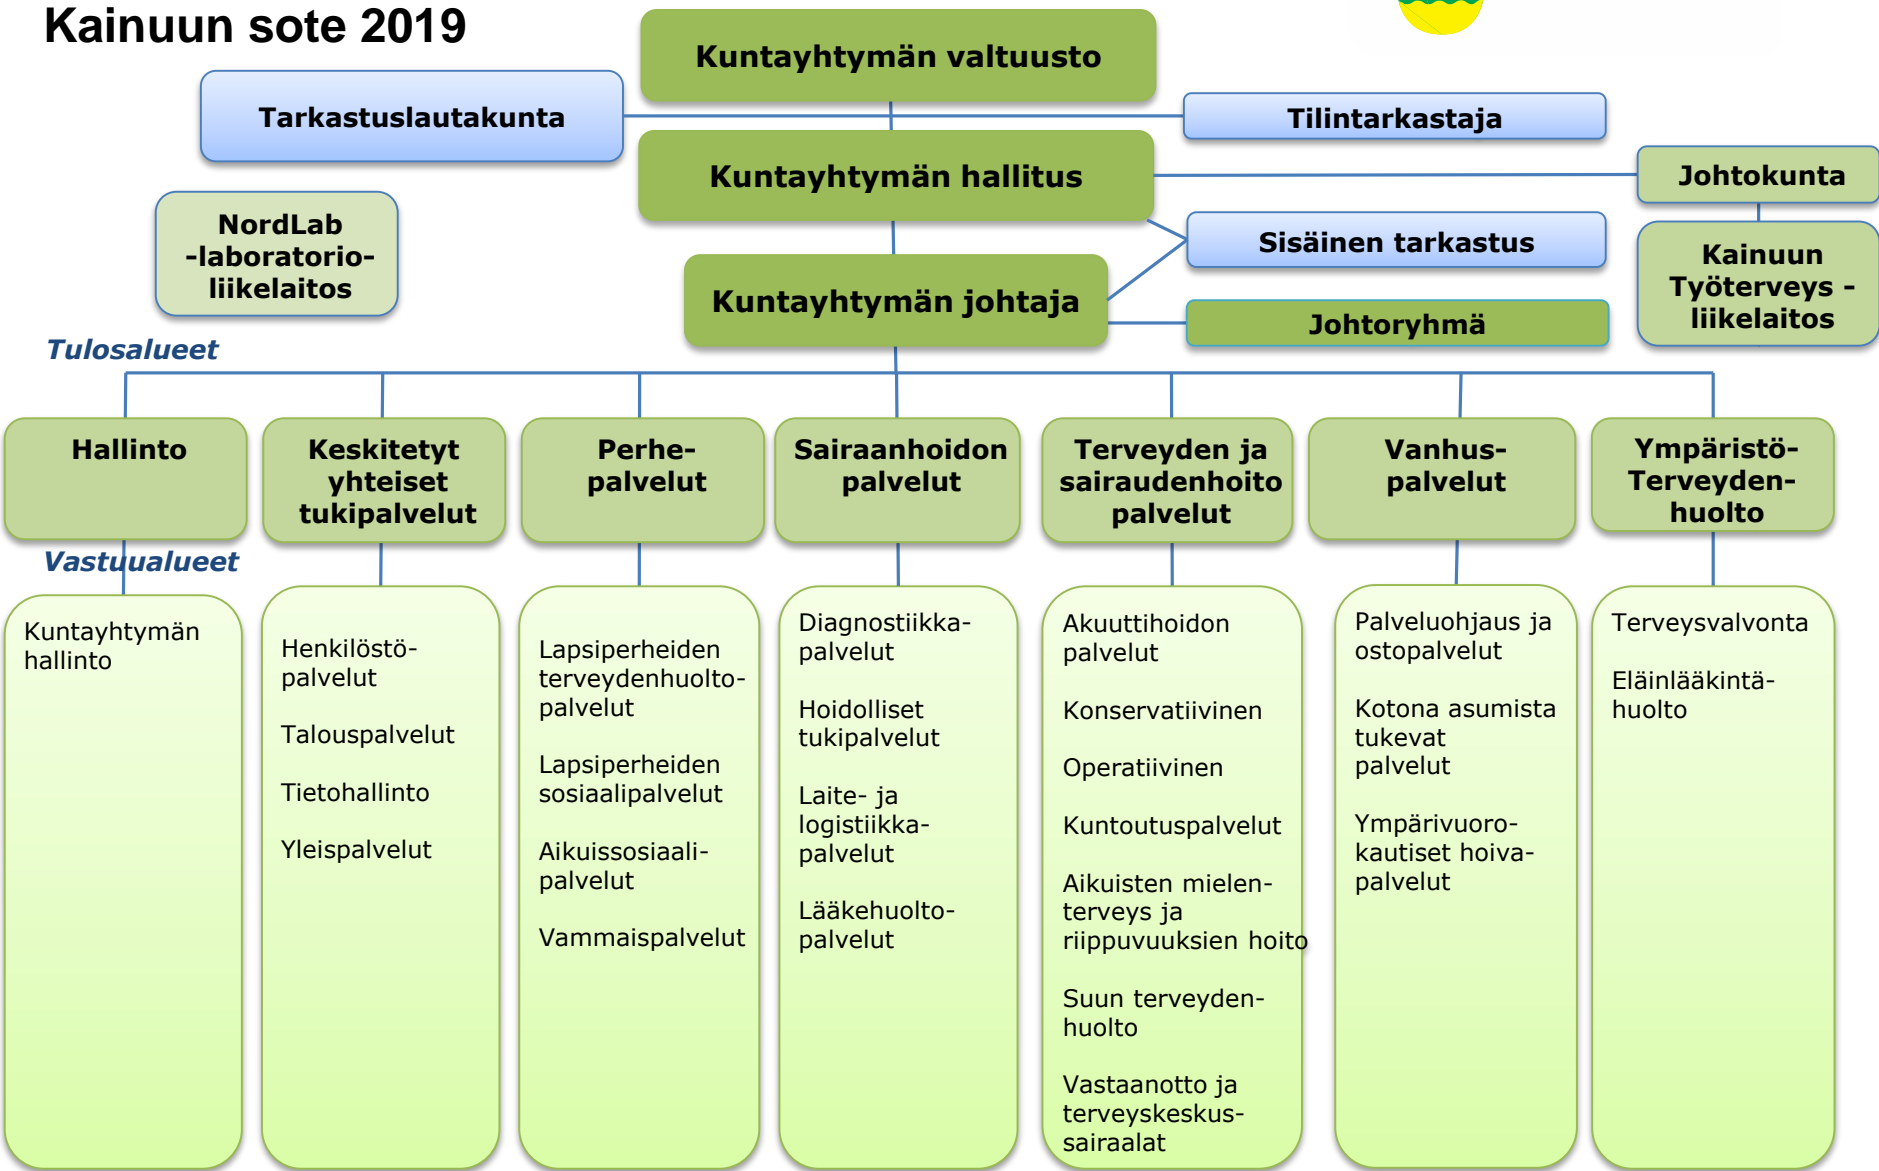 Kainuun sote 2019
Kuntayhtymän valtuusto
Tarkastuslautakunta
Tilintarkastaja
Kuntayhtymän hallitus
Johtokunta
NordLab
-laboratorio-
liikelaitos
Sisäinen tarkastus
Kainuun
Työterveys -
liikelaitos
Kuntayhtymän johtaja
Johtoryhmä
Tulosalueet
Hallinto
Keskitetyt
yhteiset
tukipalvelut
Perhe-
palvelut
Sairaanhoidon
palvelut
Terveyden ja
sairaudenhoito
palvelut
Vanhus-
palvelut
Ympäristö-
Terveyden-
huolto
Vastuualueet
Kuntayhtymän
hallinto
Henkilöstö-
palvelut
Talouspalvelut
Tietohallinto
Yleispalvelut
Lapsiperheiden
terveydenhuolto-
palvelut
Lapsiperheiden
sosiaalipalvelut
Aikuissosiaali-
palvelut
Vammaispalvelut
Diagnostiikka-
palvelut
Hoidolliset
tukipalvelut
Laite- ja
logistiikka-
palvelut
Lääkehuolto-
palvelut
Akuuttihoidon
palvelut
Konservatiivinen
Operatiivinen
Kuntoutuspalvelut
Aikuisten mielen-
terveys ja
riippuvuuksien hoito
Suun terveyden-
huolto
Vastaanotto ja
terveyskeskus-
sairaalat
Palveluohjaus ja
ostopalvelut
Kotona asumista
tukevat
palvelut
Ympärivuoro-
kautiset hoiva-
palvelut
Terveysvalvonta
Eläinlääkintä-
huolto